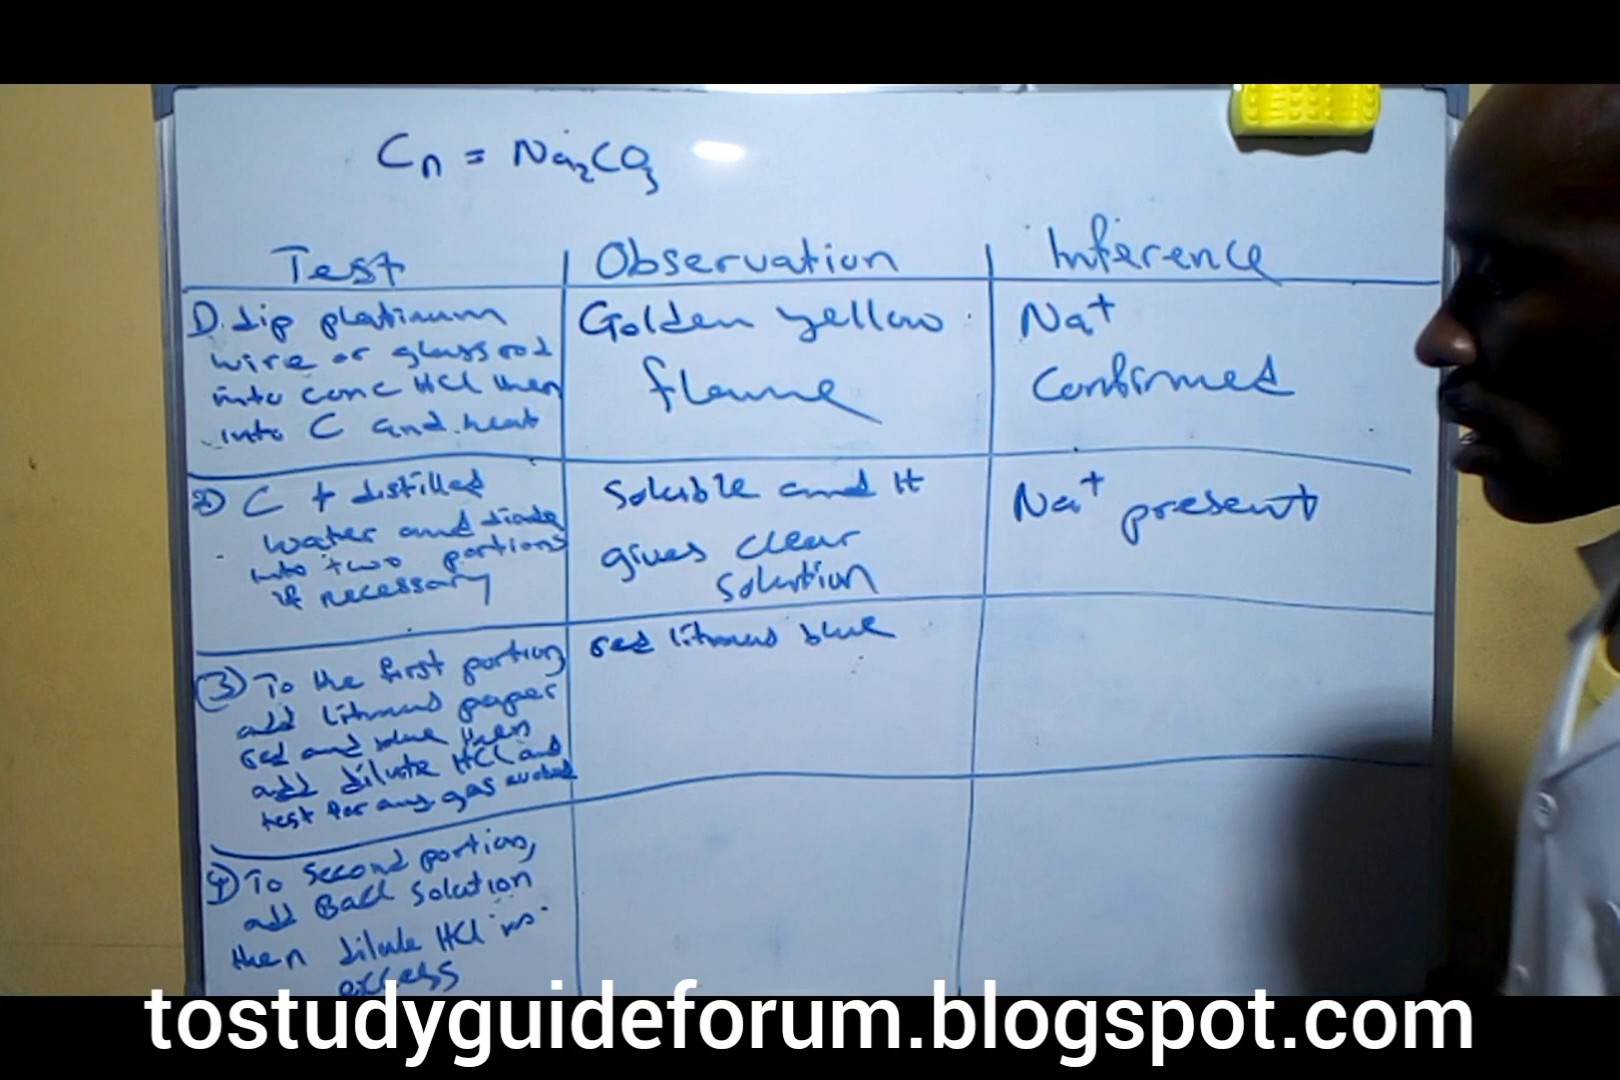 Cn = Na₂CO₃
Test
Observation
Inference
1). dip platinum
wire or glass rod
into conc HCl then
into C and heat
Golden yellow
flame
Na⁺
Confirmed
2) C + distilled
water and divide
into two portions
if necessary
Soluble and it
gives clear
solution
Na⁺ present
(3) To the first portion,
add litmus paper
red and blue then
add dilute HCl and
test for any gas evolved
red litmus blue
4) To second portion,
add BaCl solution
then dilute HCl in
excess
tostudyguideforum.blogspot.com